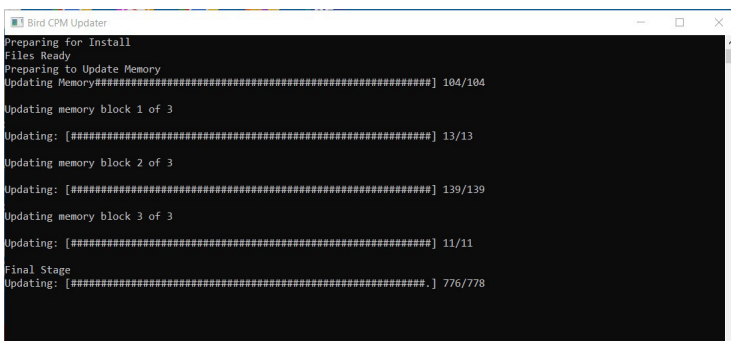 Bird CPM Updater
Preparing for Install
Files Ready
Preparing to Update Memory
Updating Memory########################################################] 104/104
Updating memory block 1 of 3
Updating: [############################################################] 13/13
Updating memory block 2 of 3
Updating: [############################################################] 139/139
Updating memory block 3 of 3
Updating: [############################################################] 11/11
Final Stage
Updating: [###########################################################.] 776/778